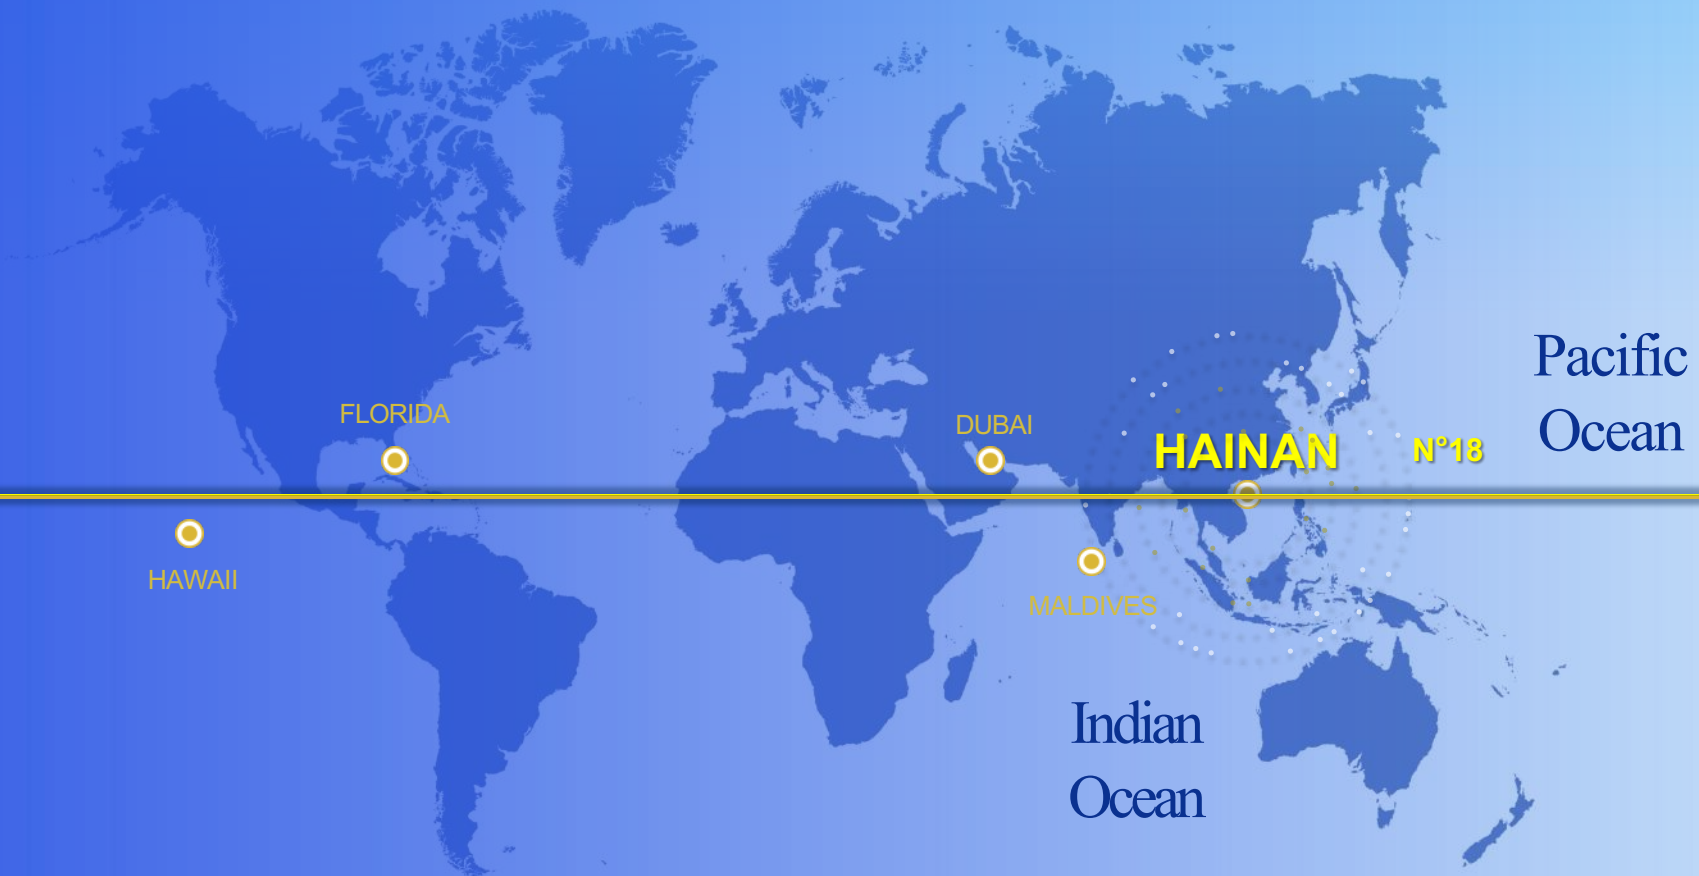 Pacific
Ocean
FLORIDA
DUBAI
HAINAN
N°18
HAWAII
MALDIVES
Indian
Ocean